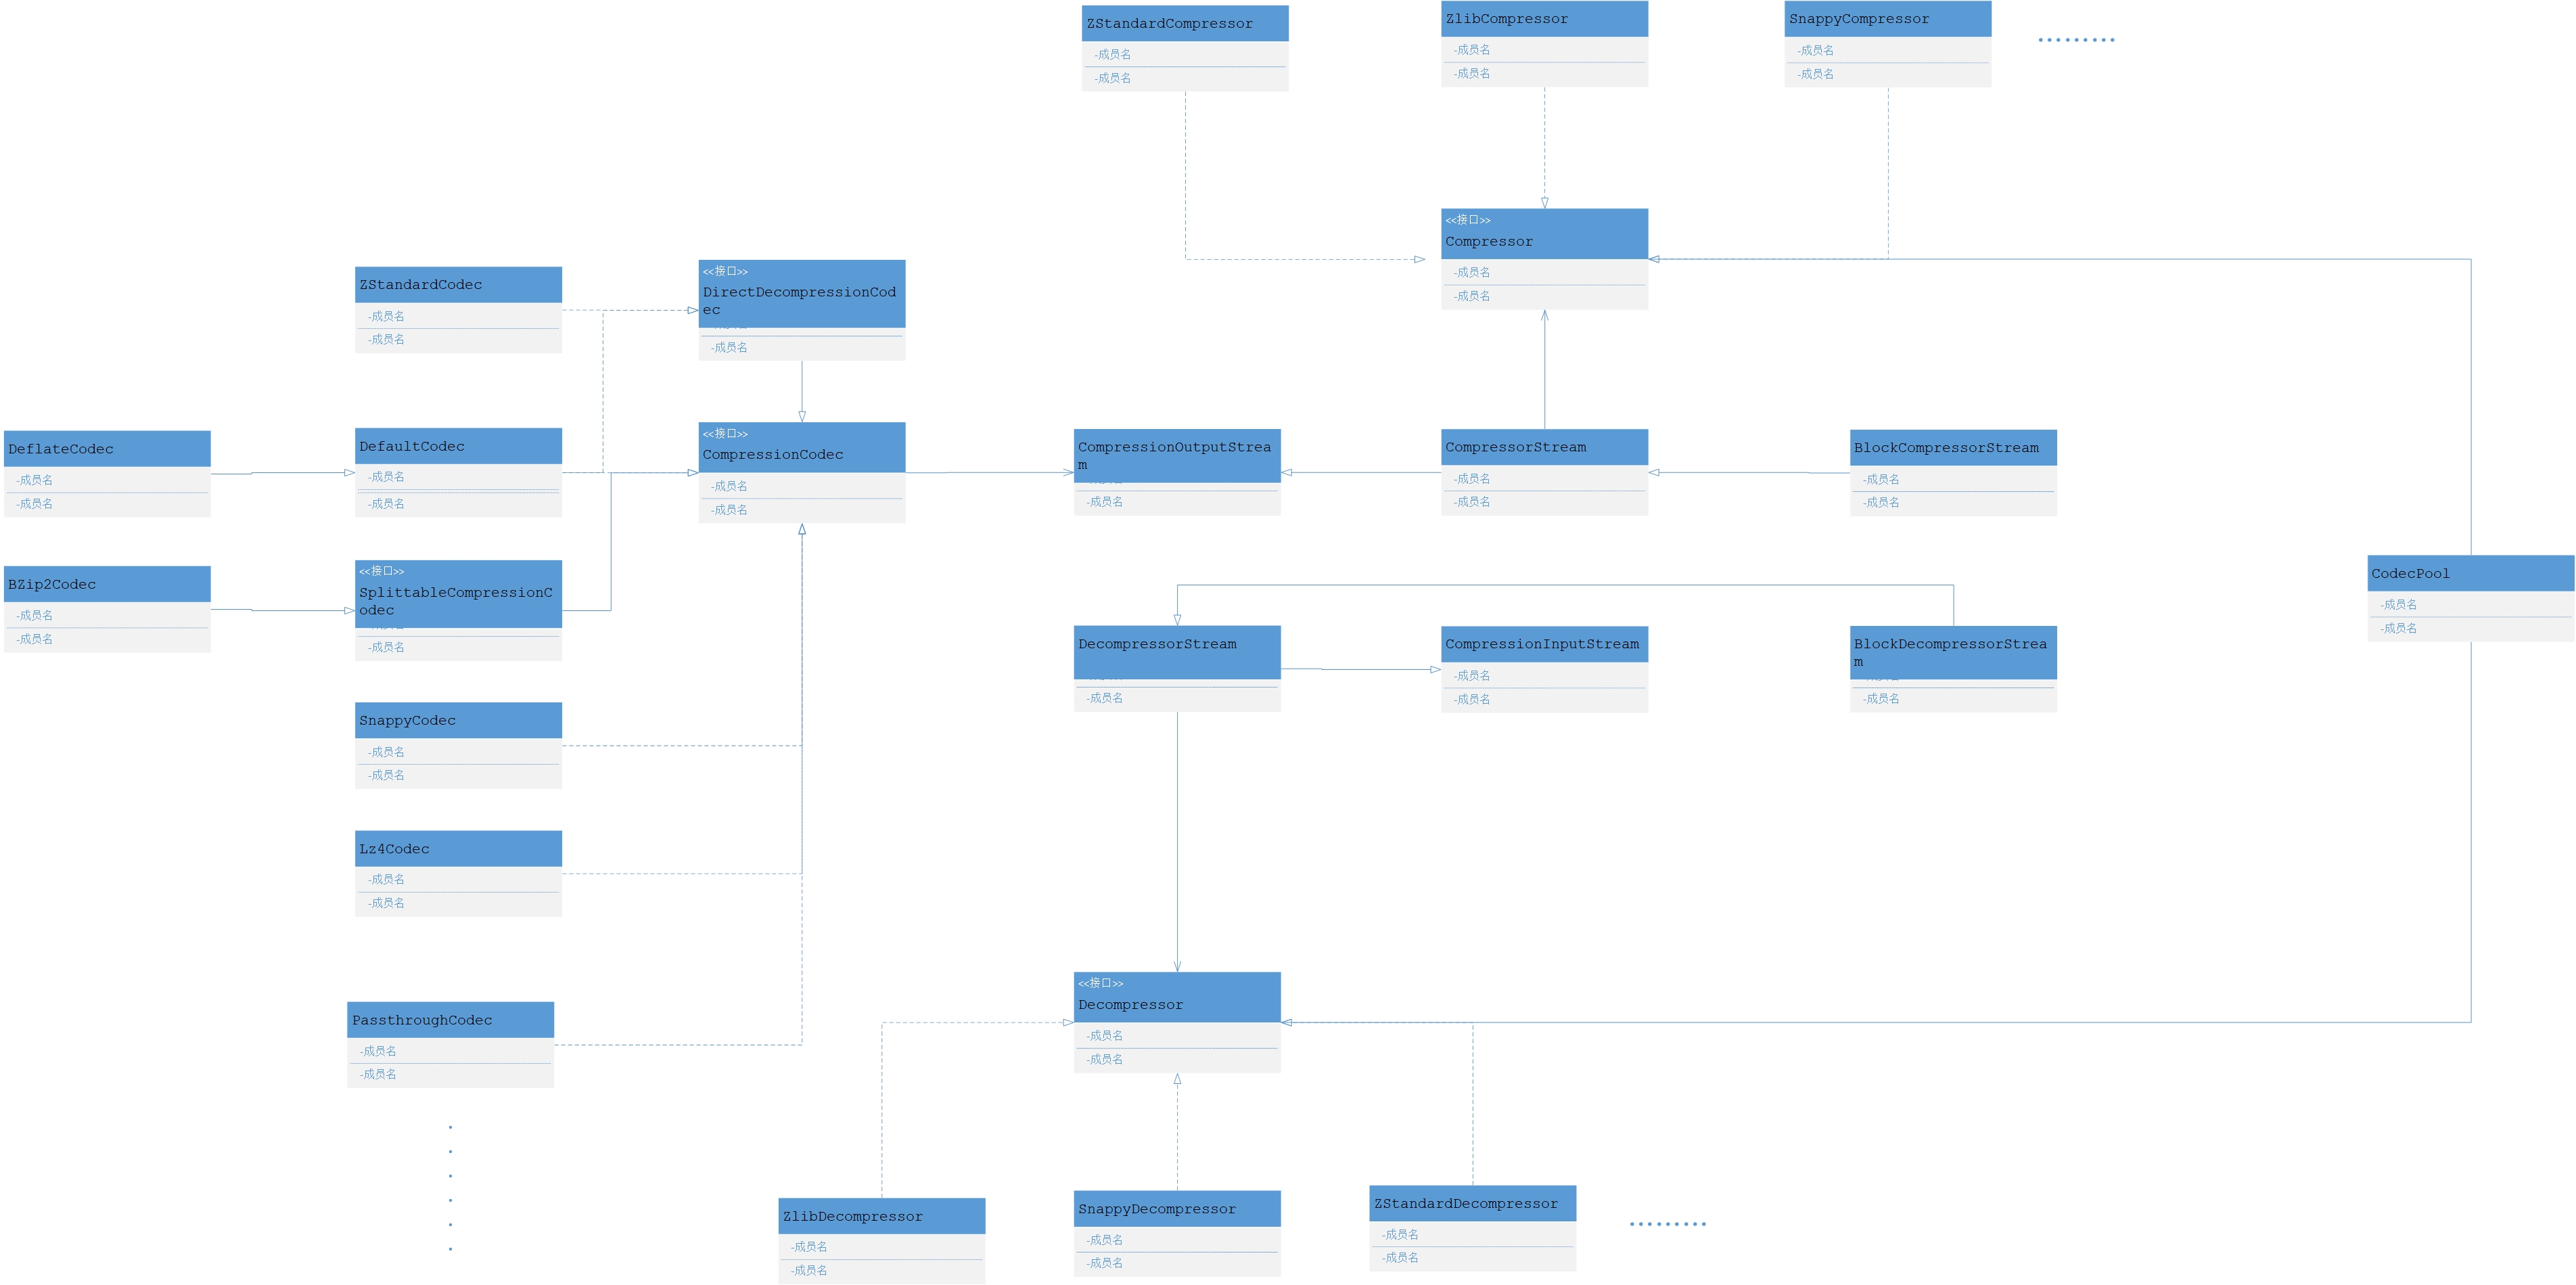 ZStandardCompressor
-成员名
-成员名
ZlibCompressor
-成员名
-成员名
SnappyCompressor
-成员名
-成员名
.........
<<接口>>
Compressor
-成员名
-成员名
ZStandardCodec
-成员名
-成员名
<<接口>>
DirectDecompressionCod
ec
-成员名
DeflateCodec
-成员名
-成员名
DefaultCodec
-成员名
-成员名
<<接口>>
CompressionCodec
-成员名
-成员名
CompressionOutputStrea
m
-成员名
CompressorStream
-成员名
-成员名
BlockCompressorStream
-成员名
-成员名
BZip2Codec
-成员名
-成员名
<<接口>>
SplittableCompressionC
odec
-成员名
DecompressorStream
-成员名
CompressionInputStream
-成员名
-成员名
BlockDecompressorStrea
m
-成员名
CodecPool
-成员名
-成员名
SnappyCodec
-成员名
-成员名
Lz4Codec
-成员名
-成员名
PassthroughCodec
-成员名
-成员名
<<接口>>
Decompressor
-成员名
-成员名
.
.
.
.
.
.
ZlibDecompressor
-成员名
-成员名
SnappyDecompressor
-成员名
-成员名
ZStandardDecompressor
-成员名
-成员名
.........